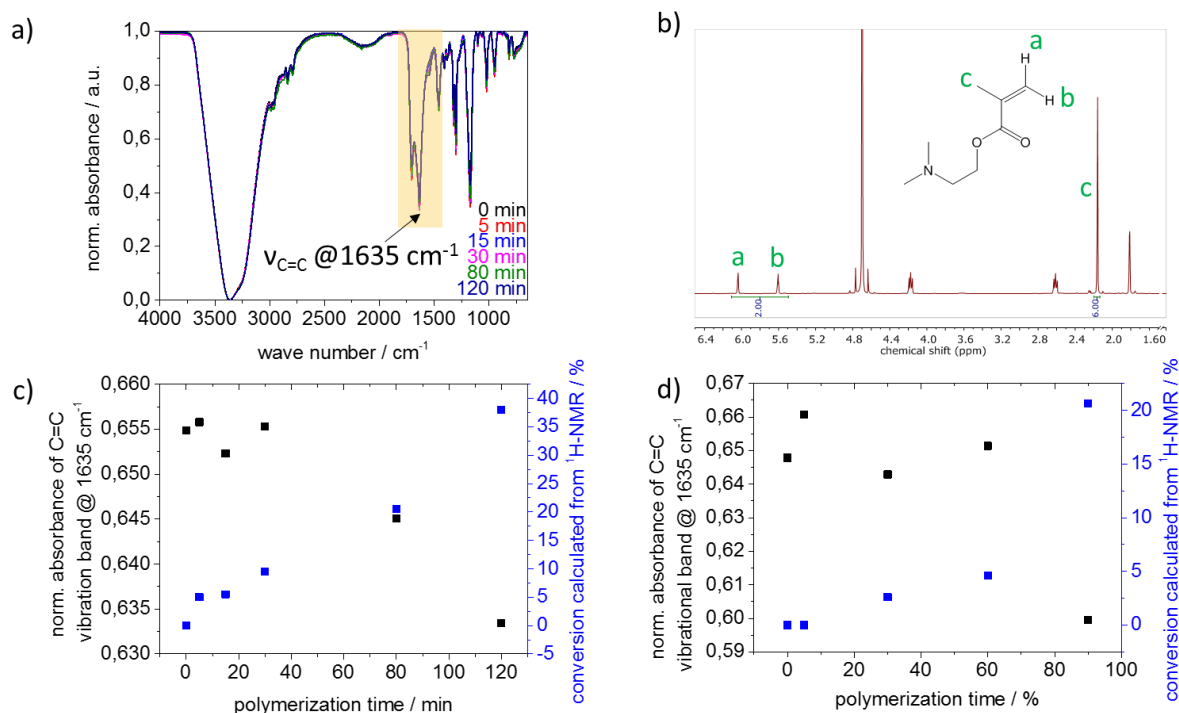 a)
norm. absorbance / a.u.
1,0
0,8
0,6
0,4
0,2
0,0
4000 3500 3000 2500 2000 1500 1000
wave number / cm⁻¹
νC=C @1635 cm⁻¹
0 min
5 min
15 min
30 min
80 min
120 min
b)
a
H
c
H b
O
O
N
c
a
b
2.00
6.00
6.4 6.0 5.6 5.2 4.8 4.4 4.0 3.6 3.2 2.8 2.4 2.0 1.60
chemical shift (ppm)
c)
norm. absorbance of C=C
vibration band @ 1635 cm⁻¹
0,660
0,655
0,650
0,645
0,640
0,635
0,630
0 20 40 60 80 100 120
polymerization time / min
40
35
30
25
20
15
10
5
0
-5
conversion calculated from ¹H-NMR / %
d)
norm. absorbance of C=C
vibrational band @ 1635 cm⁻¹
0,67
0,66
0,65
0,64
0,63
0,62
0,61
0,60
0,59
0 20 40 60 80 100
polymerization time / %
20
15
10
5
0
conversion calculated from ¹H-NMR / %